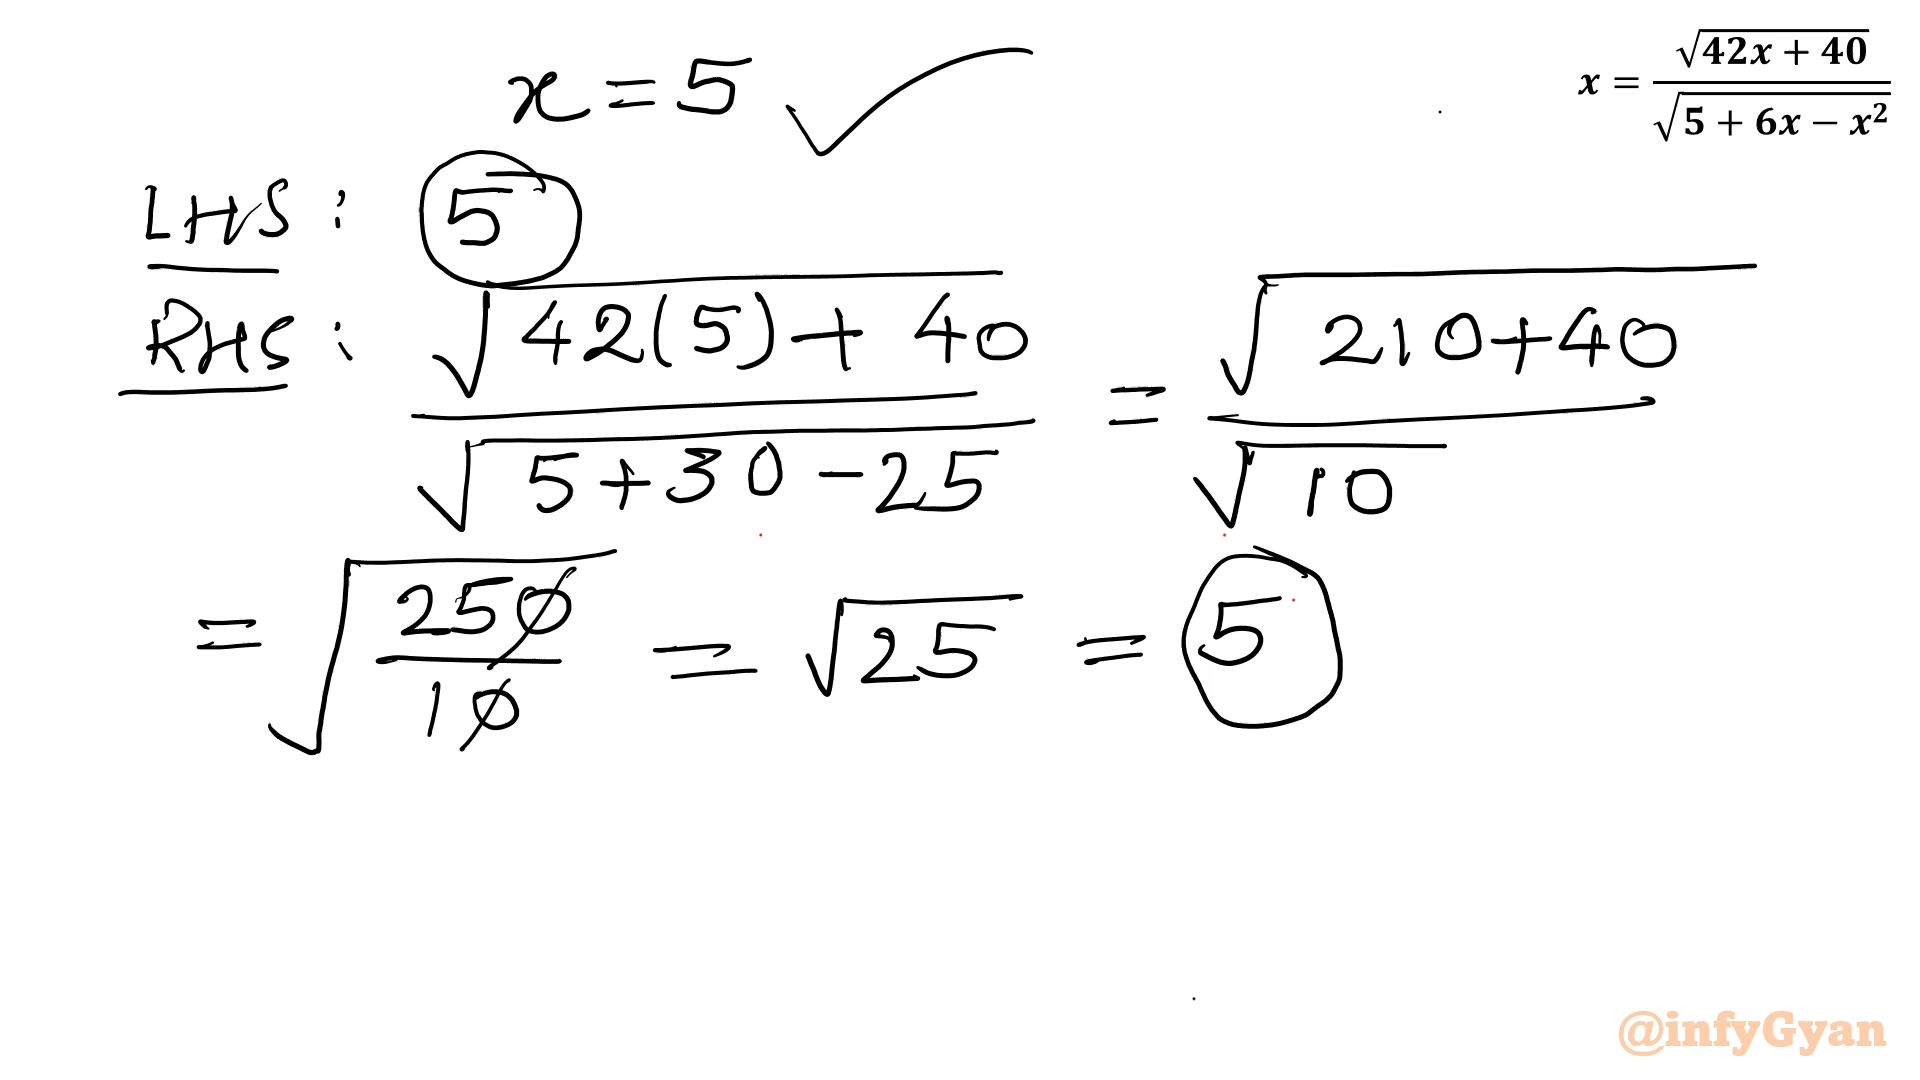 x = 5 ✓
x = √(42x + 40) / √(5 + 6x − x²)
LHS : 5
RHS : √(42(5) + 40) / √(5 + 30 − 25) = √(210 + 40) / √10
= √(250/10) = √25 = 5
@infyGyan